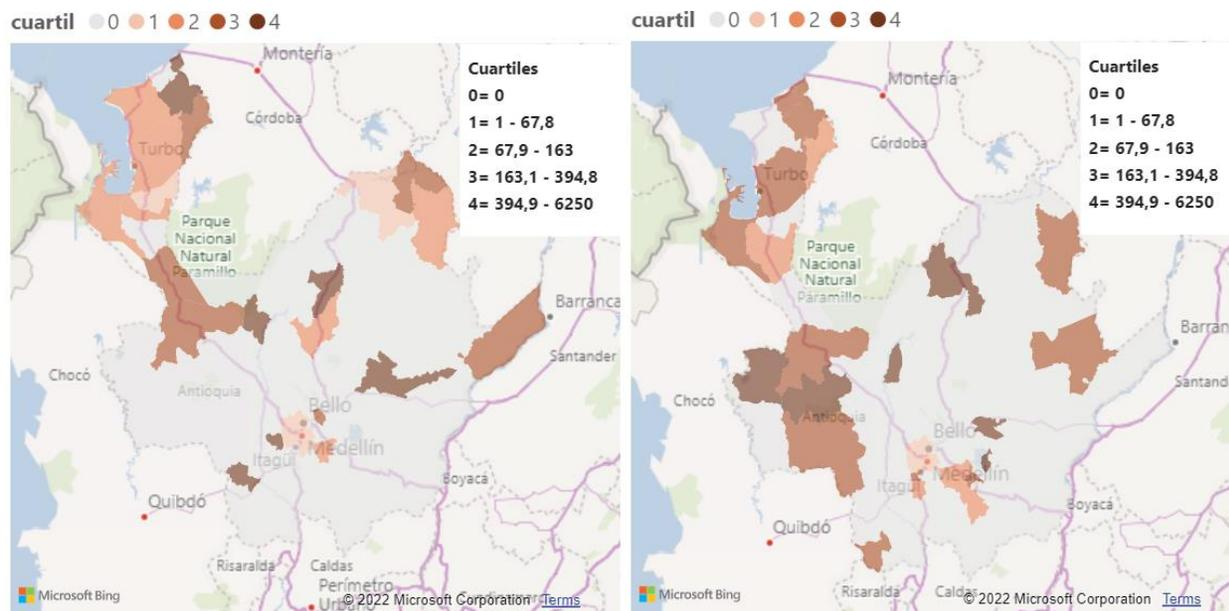 cuartil 0 1 2 3 4
Montería
Cuartiles
0= 0
1= 1 - 67,8
2= 67,9 - 163
3= 163,1 - 394,8
4= 394,9 - 6250
Córdoba
Turbo
Parque
Nacional
Natural
Paramillo
Barranca
Santander
Chocó
Antioquia
Bello
Medellín
Itagüí
Boyacá
Quibdó
Risaralda
Caldas
Perímetro
Microsoft Bing
© 2022 Microsoft Corporation Terms
cuartil 0 1 2 3 4
Montería
Cuartiles
0= 0
1= 1 - 67,8
2= 67,9 - 163
3= 163,1 - 394,8
4= 394,9 - 6250
Córdoba
Turbo
Parque
Nacional
Natural
Paramillo
Barran
Santand
Chocó
Antioquia
Bello
Medellín
Itagüí
Boyacá
Quibdó
Risaralda
Caldas
Microsoft Bing
© 2022 Microsoft Corporation Terms